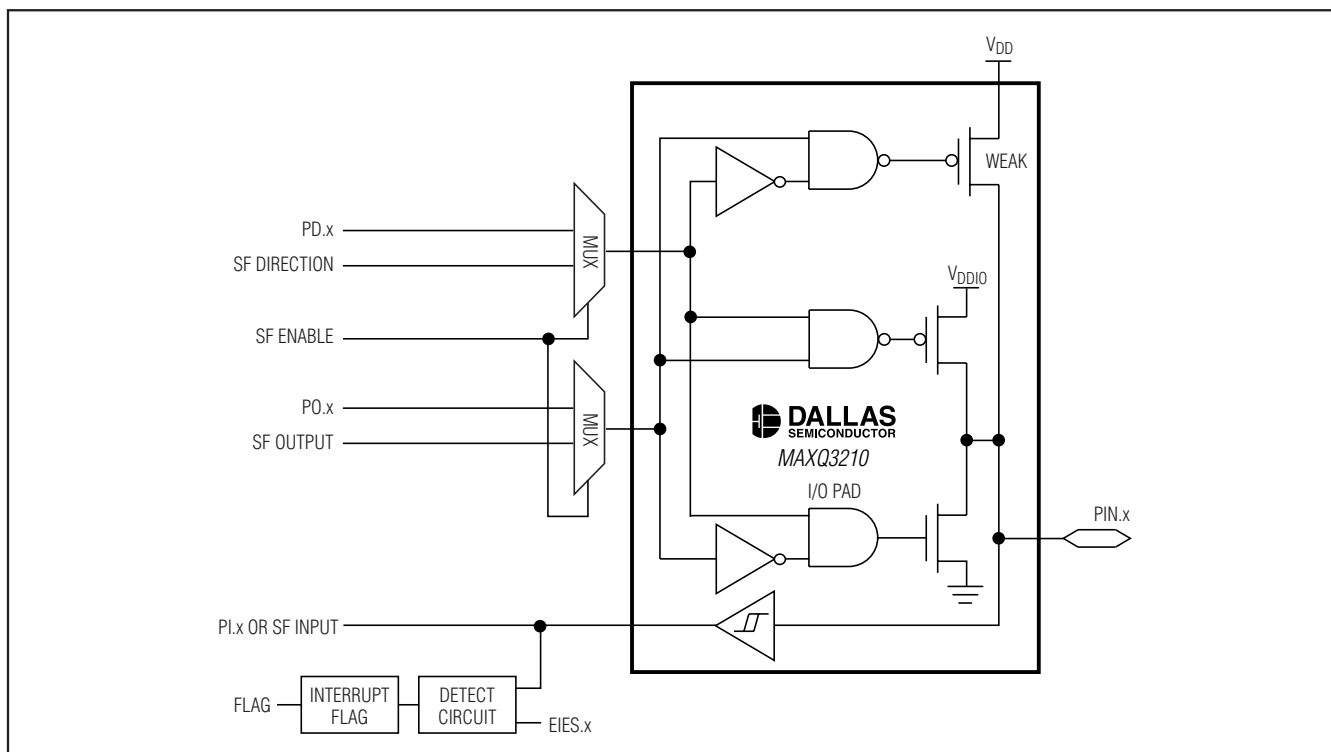 VDD
WEAK
PD.x
MUX
SF DIRECTION
VDDIO
SF ENABLE
PO.x
MUX
SF OUTPUT
DALLAS
SEMICONDUCTOR
MAXQ3210
I/O PAD
PIN.x
PI.x OR SF INPUT
FLAG
INTERRUPT
FLAG
DETECT
CIRCUIT
EIES.x